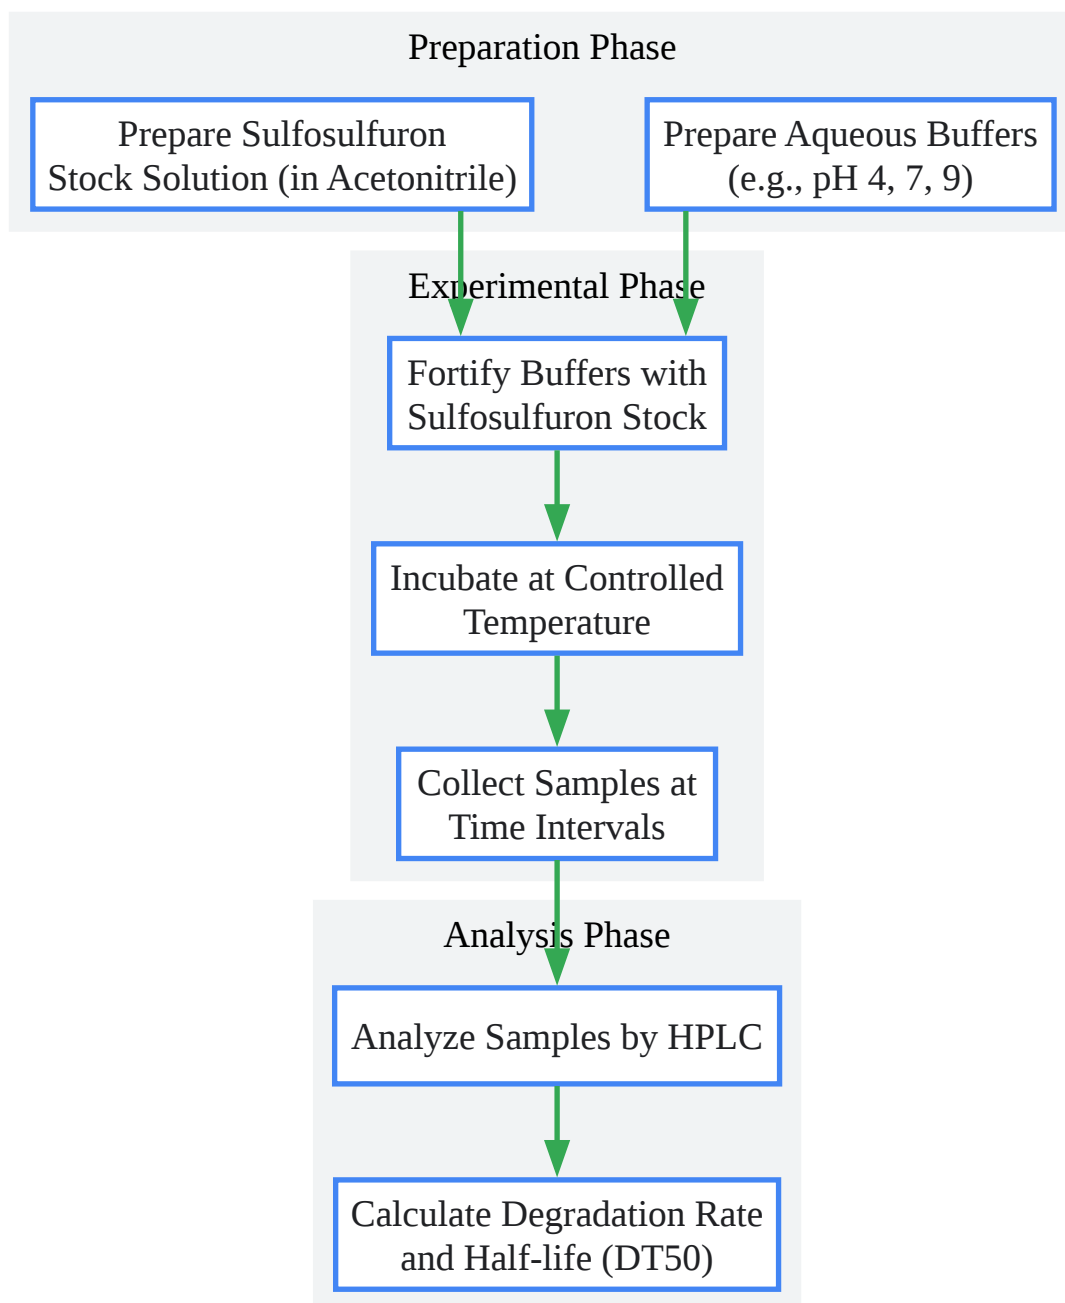 Preparation Phase
Prepare Sulfosulfuron
Stock Solution (in Acetonitrile)
Prepare Aqueous Buffers
(e.g., pH 4, 7, 9)
Experimental Phase
Fortify Buffers with
Sulfosulfuron Stock
Incubate at Controlled
Temperature
Collect Samples at
Time Intervals
Analysis Phase
Analyze Samples by HPLC
Calculate Degradation Rate
and Half-life (DT50)